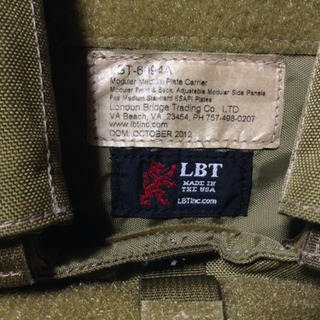 LBT-6094A
Modular Medium Plate Carrier
Modular Front & Back, Adjustable Modular Side Panels
For Medium Standard ESAPI Plates
London Bridge Trading Co. LTD
VA Beach, VA, 23454, PH 757-498-0207
www.lbtinc.com
DOM: OCTOBER 2012
LBT
MADE IN
THE USA
LBTinc.com